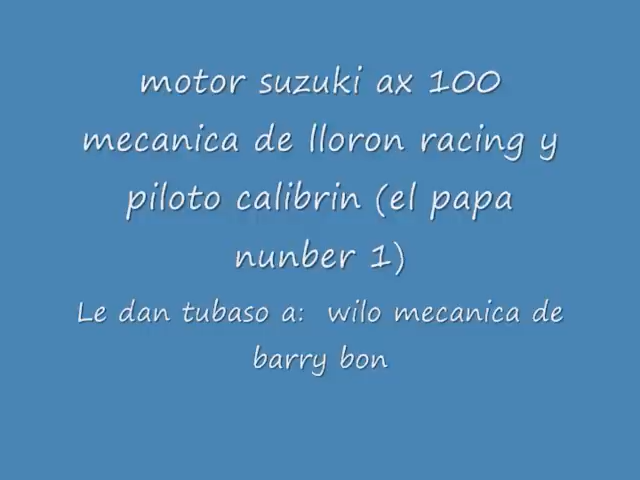 motor suzuki ax 100
mecanica de lloron racing y
piloto calibrin (el papa
nunber 1)
Le dan tubaso a:  wilo mecanica de
barry bon